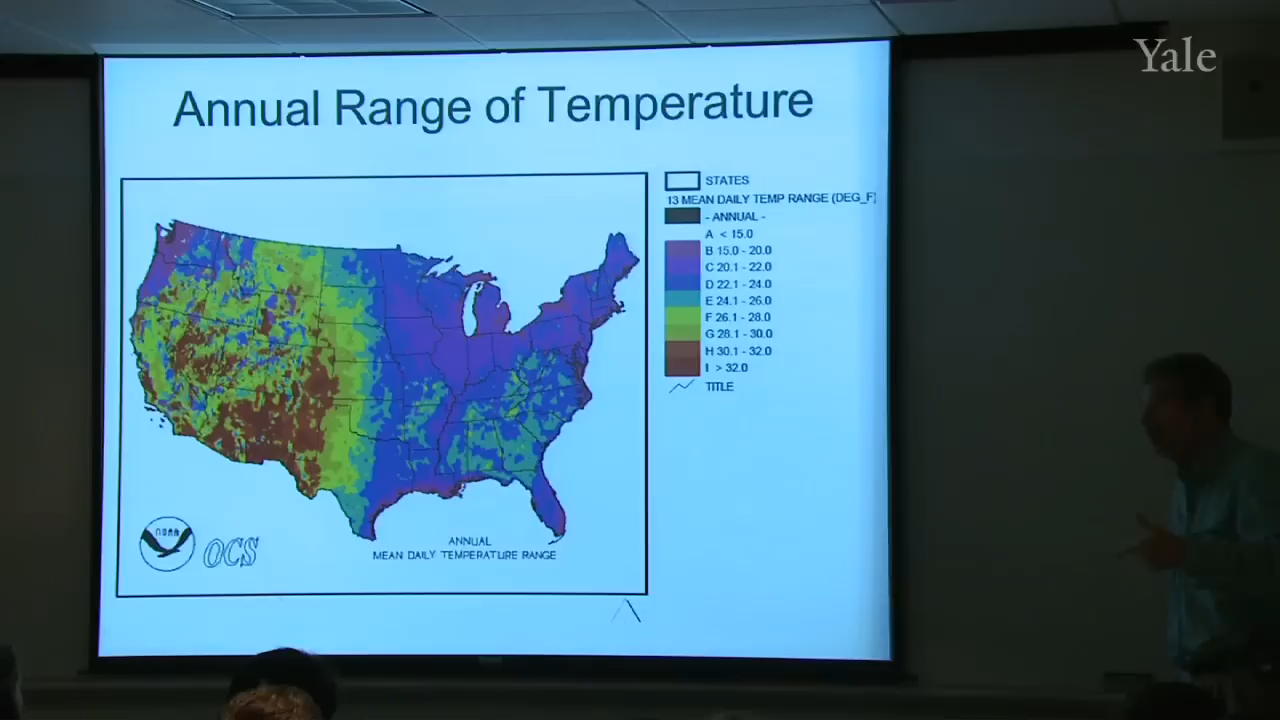 Yale
Annual Range of Temperature
STATES
13 MEAN DAILY TEMP RANGE (DEG_F)
- ANNUAL -
A < 15.0
B 15.0 - 20.0
C 20.1 - 22.0
D 22.1 - 24.0
E 24.1 - 26.0
F 26.1 - 28.0
G 28.1 - 30.0
H 30.1 - 32.0
I > 32.0
TITLE
NOAA
OCS
ANNUAL
MEAN DAILY TEMPERATURE RANGE